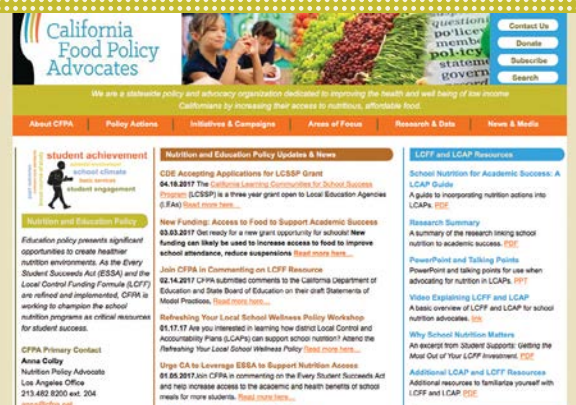 California
Food Policy
Advocates
question
police
memb
policy
statem
govern
Contact Us
Donate
Subscribe
Search
We are a statewide policy and advocacy organization dedicated to improving the health and well being of low income
Californians by increasing their access to nutritious, affordable food.
About CFPA
Policy Actions
Initiatives & Campaigns
Areas of Focus
Research & Data
News & Media
student achievement
school climate
basic services
student engagement
Nutrition and Education Policy
Education policy presents significant
opportunities to create healthier
nutrition environments. As the Every
Student Succeeds Act (ESSA) and the
Local Control Funding Formula (LCFF)
are refined and implemented, CFPA is
working to champion the school
nutrition programs as critical resources
for student success.
CFPA Primary Contact
Anna Colby
Nutrition Policy Advocate
Los Angeles Office
213.482.8200 ext. 204
Nutrition and Education Policy Updates & News
CDE Accepting Applications for LCSSP Grant
04.18.2017 The California Learning Communities for School Success
Program (LCSSP) is a three year grant open to Local Education Agencies
(LEAs) Read more here...
New Funding: Access to Food to Support Academic Success
03.03.2017 Get ready for a new grant opportunity for schools! New
funding can likely be used to increase access to food to improve
school attendance, reduce suspensions Read more here...
Join CFPA in Commenting on LCFF Resource
02.14.2017 CFPA submitted comments to the California Department of
Education and State Board of Education on their draft Statements of
Model Practices, Read more here...
Refreshing Your Local School Wellness Policy Workshop
01.17.17 Are you interested in learning how district Local Control and
Accountability Plans (LCAPs) can support school nutrition? Attend the
Refreshing Your Local School Wellness Policy Read more here...
Urge CA to Leverage ESSA to Support Nutrition Access
01.05.2017Join CFPA in commenting on the Every Student Succeeds Act
and help increase access to the academic and health benefits of school
meals for more students. Read more here...
LCFF and LCAP Resources
School Nutrition for Academic Success: A
LCAP Guide
A guide to incorporating nutrition actions into
LCAPs. PDF
Research Summary
A summary of the research linking school
nutrition to academic success. PDF
PowerPoint and Talking Points
PowerPoint and talking points for use when
advocating for nutrition in LCAPs. PPT
Video Explaining LCFF and LCAP
A basic overview of LCFF and LCAP for school
nutrition advocates. link
Why School Nutrition Matters
An excerpt from Student Supports: Getting the
Most Out of Your LCFF Investment. PDF
Additional LCAP and LCFF Resources
Additional resources to familiarize yourself with
LCFF and LCAP. PDF